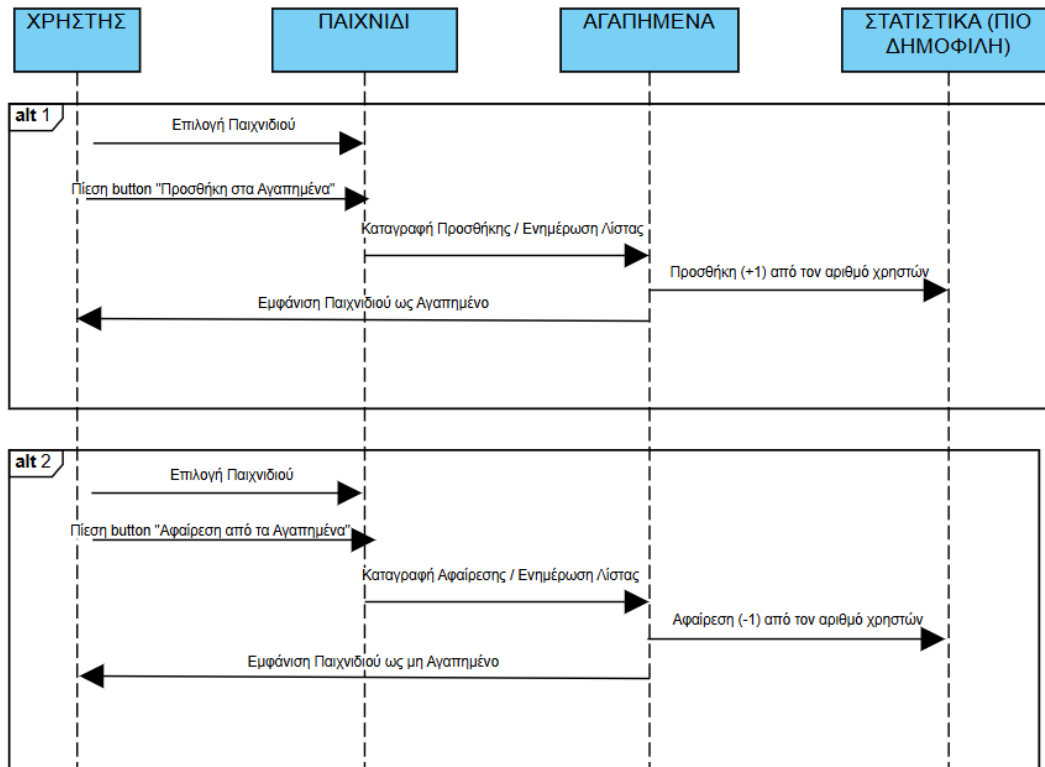 ΧΡΗΣΤΗΣ
ΠΑΙΧΝΙΔΙ
ΑΓΑΠΗΜΕΝΑ
ΣΤΑΤΙΣΤΙΚΑ (ΠΙΟ
ΔΗΜΟΦΙΛΗ)
alt 1
Επιλογή Παιχνιδιού
Πίεση button "Προσθήκη στα Αγαπημένα"
Καταγραφή Προσθήκης / Ενημέρωση Λίστας
Προσθήκη (+1) από τον αριθμό χρηστών
Εμφάνιση Παιχνιδιού ως Αγαπημένο
alt 2
Επιλογή Παιχνιδιού
Πίεση button "Αφαίρεση από τα Αγαπημένα"
Καταγραφή Αφαίρεσης / Ενημέρωση Λίστας
Αφαίρεση (-1) από τον αριθμό χρηστών
Εμφάνιση Παιχνιδιού ως μη Αγαπημένο